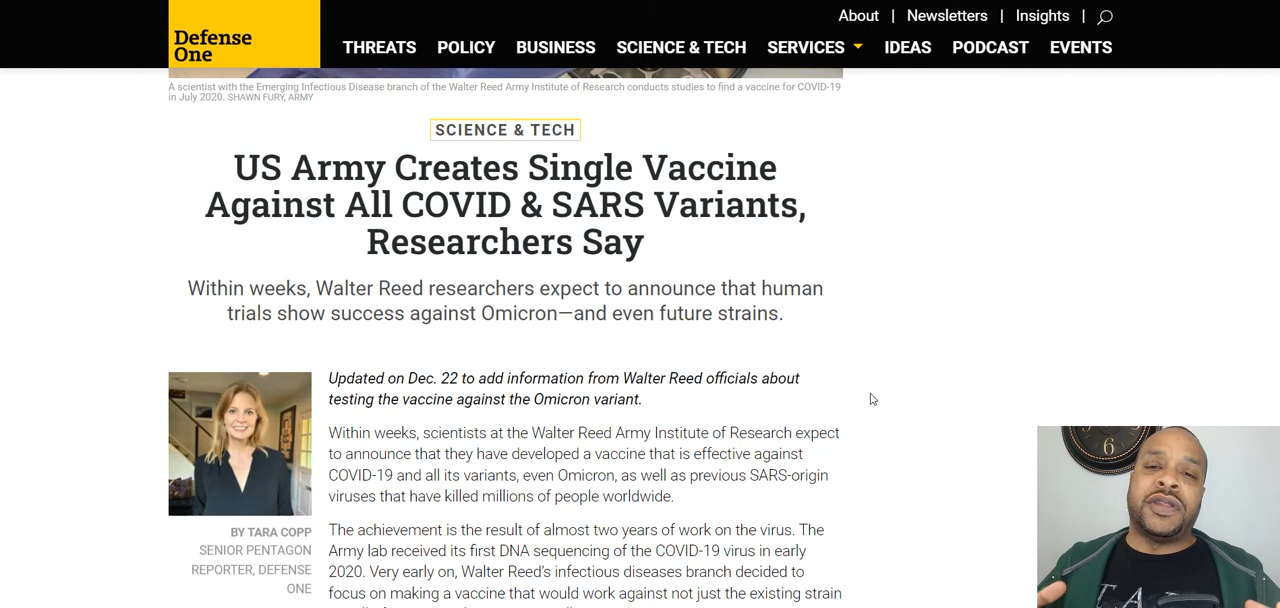 About | Newsletters | Insights |
Defense
One
THREATS POLICY BUSINESS SCIENCE & TECH SERVICES IDEAS PODCAST EVENTS
A scientist with the Emerging Infectious Disease branch of the Walter Reed Army Institute of Research conducts studies to find a vaccine for COVID-19
in July 2020. SHAWN FURY, ARMY
SCIENCE & TECH
US Army Creates Single Vaccine
Against All COVID & SARS Variants,
Researchers Say
Within weeks, Walter Reed researchers expect to announce that human
trials show success against Omicron—and even future strains.
Updated on Dec. 22 to add information from Walter Reed officials about
testing the vaccine against the Omicron variant.
Within weeks, scientists at the Walter Reed Army Institute of Research expect
to announce that they have developed a vaccine that is effective against
COVID-19 and all its variants, even Omicron, as well as previous SARS-origin
viruses that have killed millions of people worldwide.
BY TARA COPP
SENIOR PENTAGON
REPORTER, DEFENSE
ONE
The achievement is the result of almost two years of work on the virus. The
Army lab received its first DNA sequencing of the COVID-19 virus in early
2020. Very early on, Walter Reed's infectious diseases branch decided to
focus on making a vaccine that would work against not just the existing strain
6